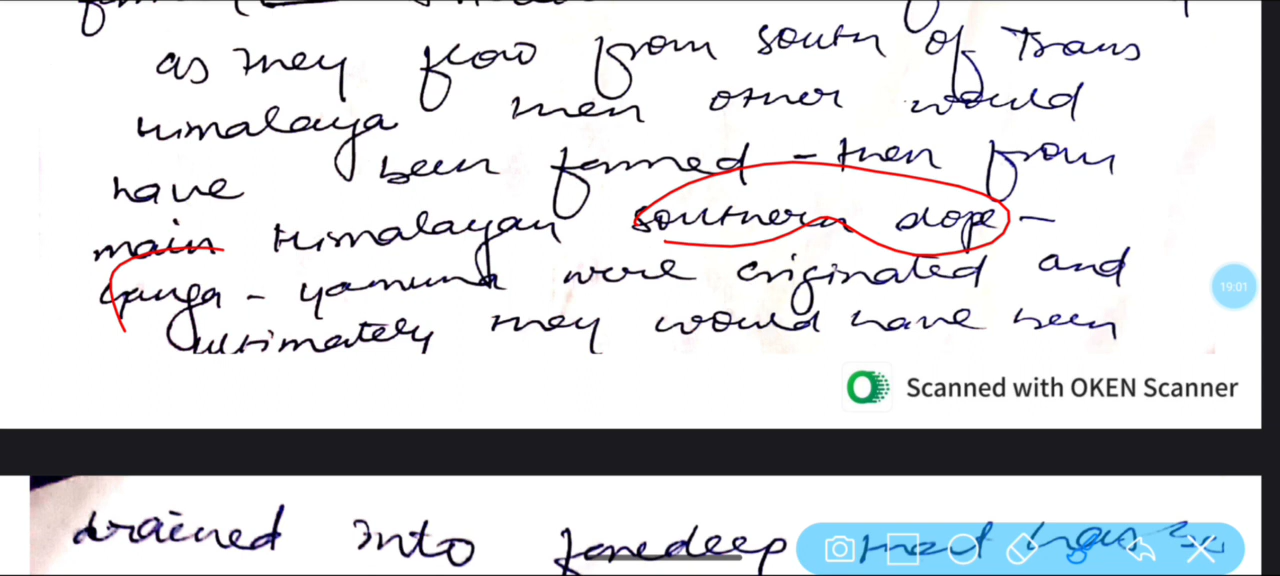 as they flow from south of Trans
Himalaya then other would
have been formed - then from
main Himalayan southern slope -
Ganga - yamuna were originated and
ultimately they would have been
19:01
Scanned with OKEN Scanner
drained into foredeep that